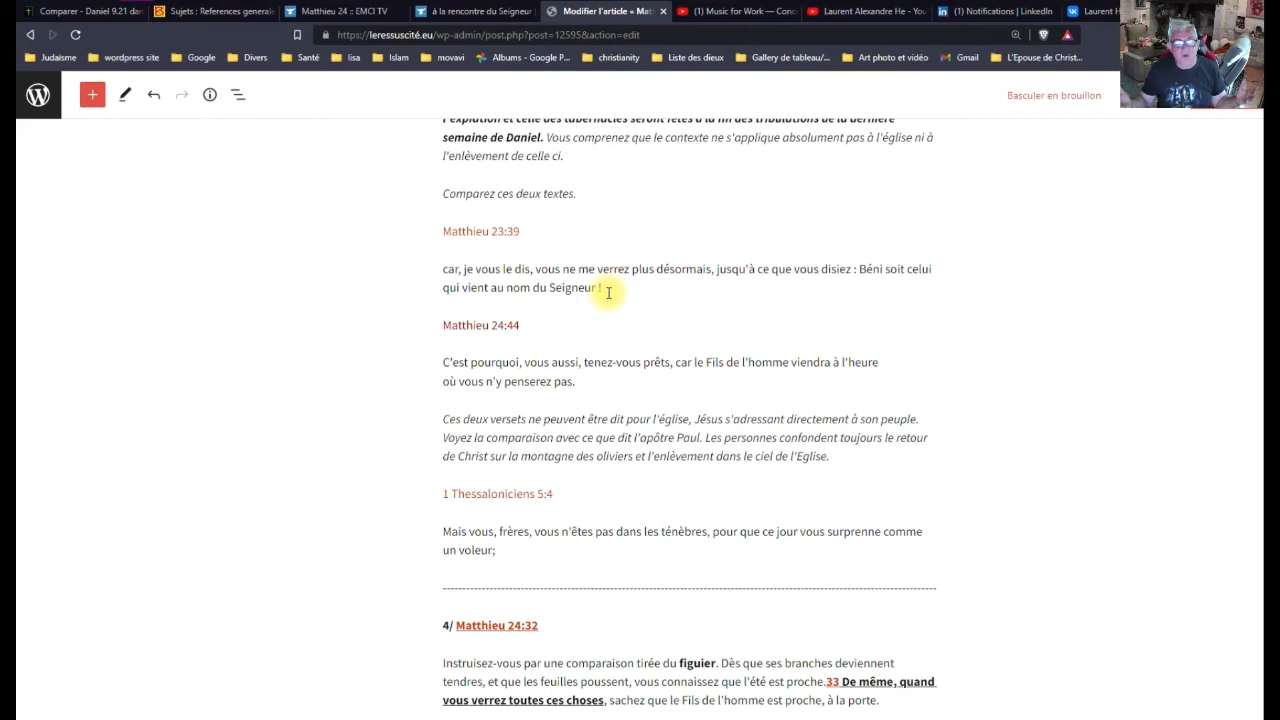 Comparer - Daniel 9.21 dan
Sujets : References generale
Matthieu 24 : EMCI TV
à la rencontre du Seigneur
Modifier l'article « Mat
(1) Music for Work — Conc
Laurent Alexandre He - You
(1) Notifications | LinkedIn
Laurent H
https://leressuscité.eu/wp-admin/post.php?post=12595&action=edit
Judaïsme
wordpress site
Google
Divers
Santé
lisa
Islam
movavi
Albums - Google P...
christianity
Liste des dieux
Gallery de tableau/...
Art photo et vidéo
Gmail
L'Epouse de Christ...
Basculer en brouillon
l'expiation et celle des tabernacles seront fêtés à la fin des tribulations de la dernière
semaine de Daniel. Vous comprenez que le contexte ne s'applique absolument pas à l'église ni à
l'enlèvement de celle ci.
Comparez ces deux textes.
Matthieu 23:39
car, je vous le dis, vous ne me verrez plus désormais, jusqu'à ce que vous disiez : Béni soit celui
qui vient au nom du Seigneur !
Matthieu 24:44
C'est pourquoi, vous aussi, tenez-vous prêts, car le Fils de l'homme viendra à l'heure
où vous n'y penserez pas.
Ces deux versets ne peuvent être dit pour l'église, Jésus s'adressant directement à son peuple.
Voyez la comparaison avec ce que dit l'apôtre Paul. Les personnes confondent toujours le retour
de Christ sur la montagne des oliviers et l'enlèvement dans le ciel de l'Eglise.
1 Thessaloniciens 5:4
Mais vous, frères, vous n'êtes pas dans les ténèbres, pour que ce jour vous surprenne comme
un voleur;
--------------------------------------------------------------------------------------------------------------
4/ Matthieu 24:32
Instruisez-vous par une comparaison tirée du figuier. Dès que ses branches deviennent
tendres, et que les feuilles poussent, vous connaissez que l'été est proche.33 De même, quand
vous verrez toutes ces choses, sachez que le Fils de l'homme est proche, à la porte.